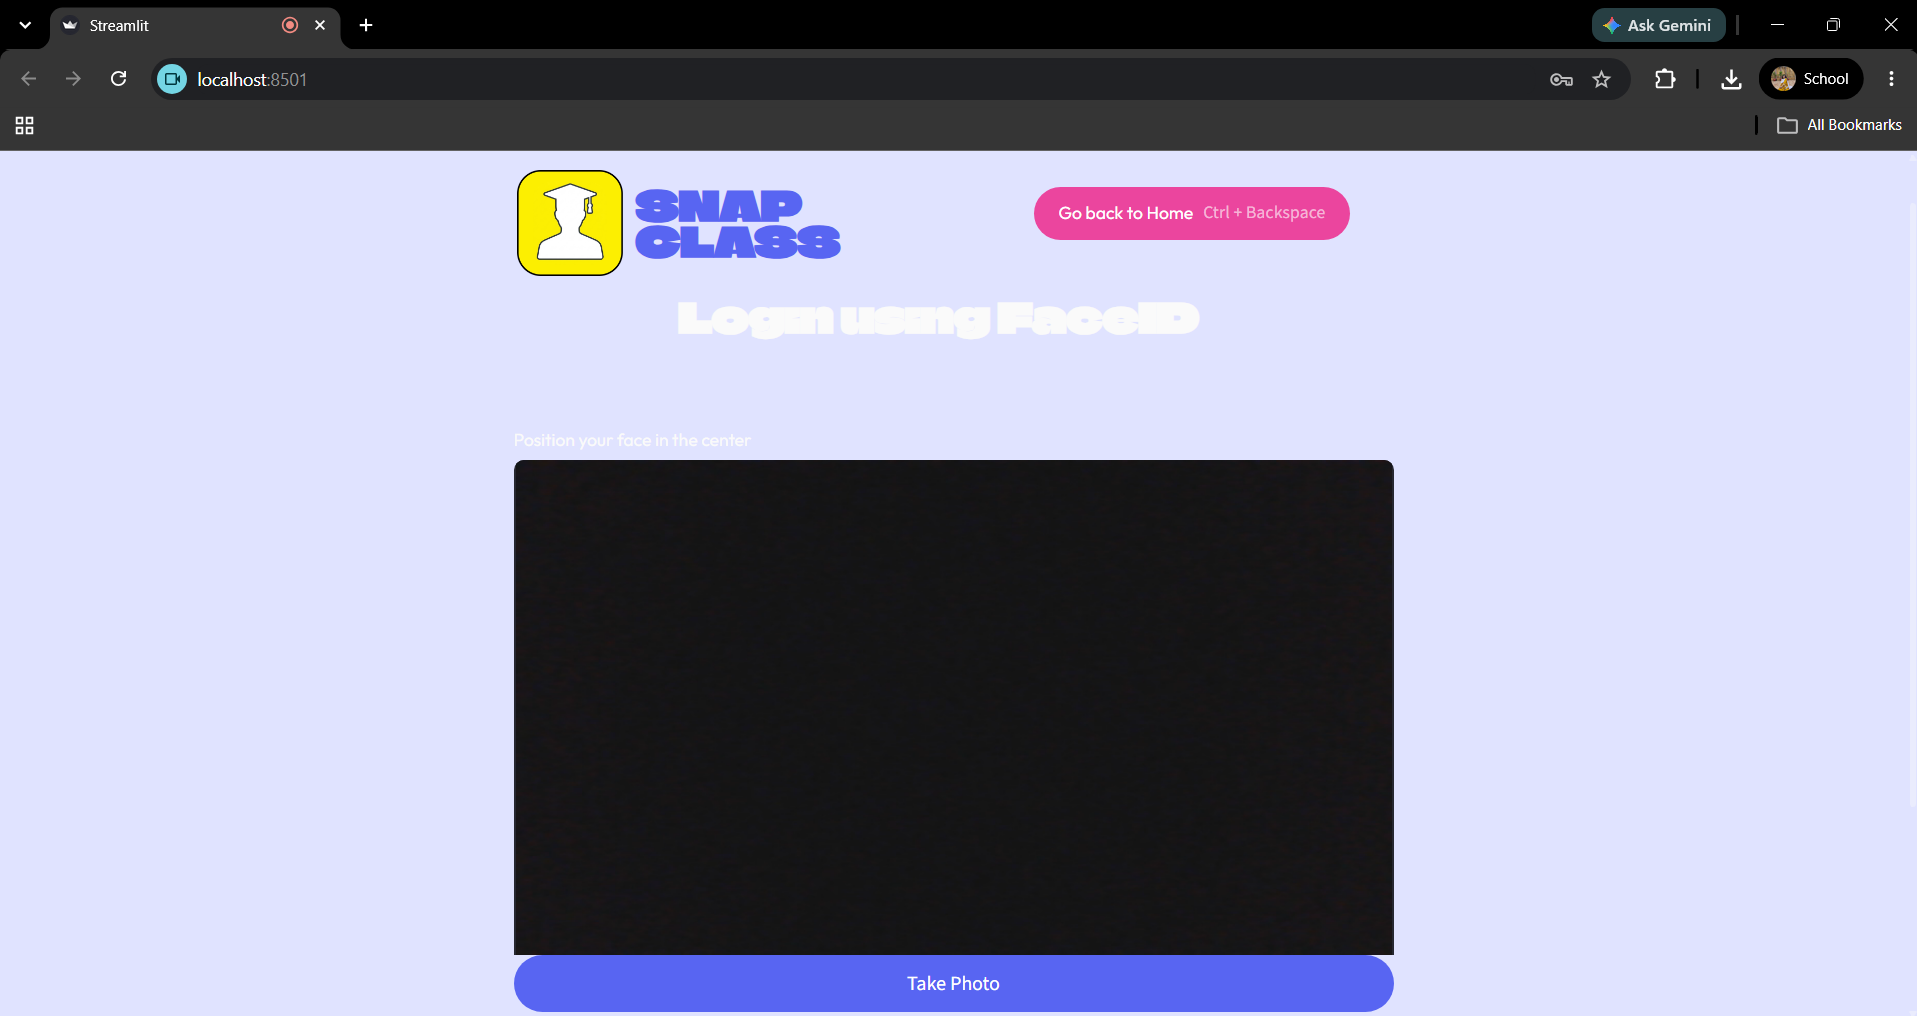 Streamlit
Ask Gemini
localhost:8501
School
All Bookmarks
SNAP
CLASS
Go back to Home Ctrl + Backspace
Login using FaceID
Position your face in the center
Take Photo